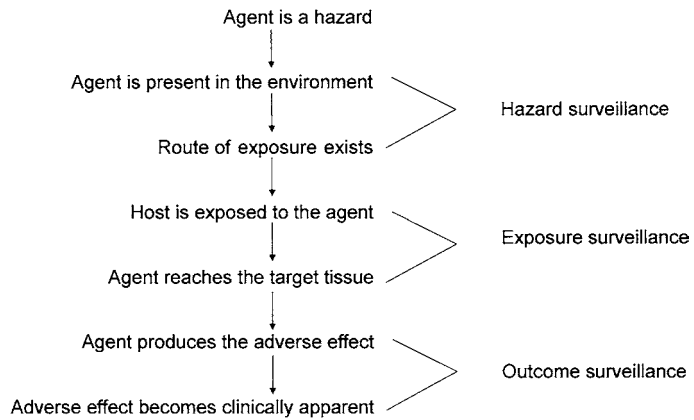 Agent is a hazard
Agent is present in the environment
Hazard surveillance
Route of exposure exists
Host is exposed to the agent
Exposure surveillance
Agent reaches the target tissue
Agent produces the adverse effect
Outcome surveillance
Adverse effect becomes clinically apparent